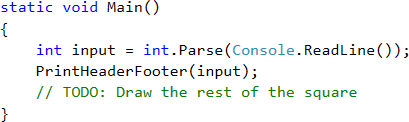 static void Main()
{
    int input = int.Parse(Console.ReadLine());
    PrintHeaderFooter(input);
    // TODO: Draw the rest of the square
}